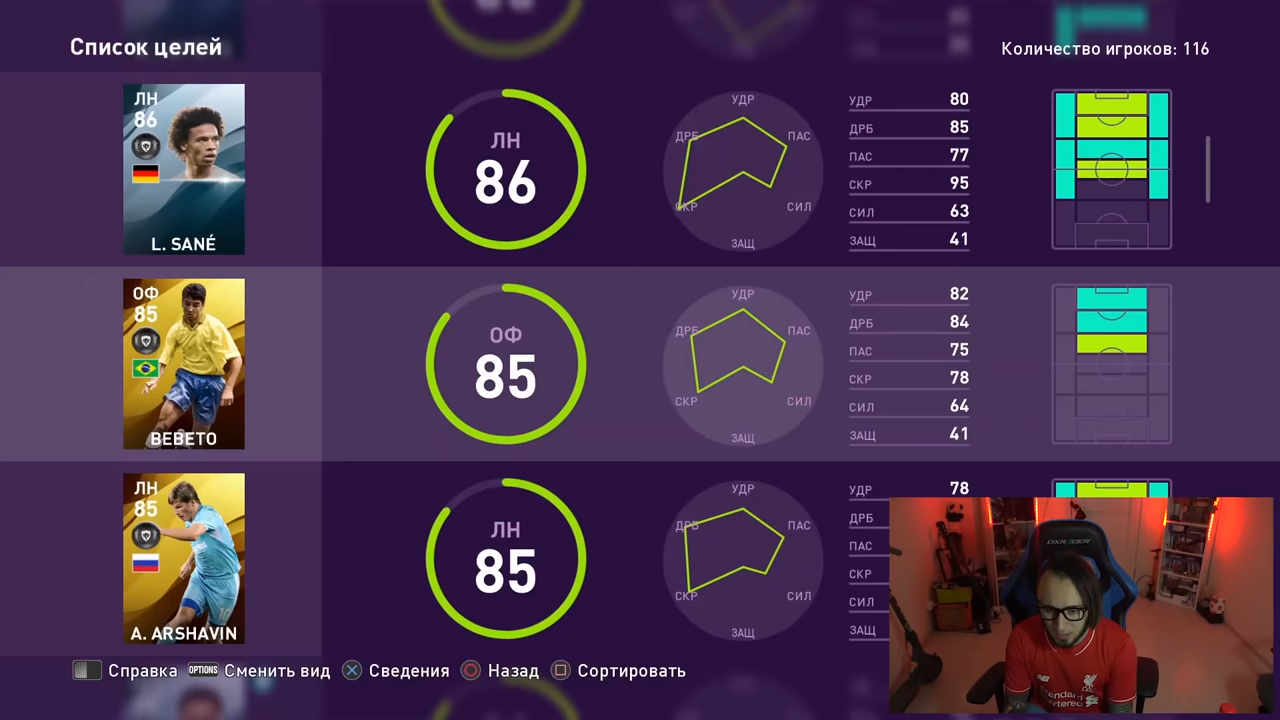 Список целей
Количество игроков: 116
ЛН
86
L. SANÉ
ЛН
86
УДР
ПАС
СИЛ
ЗАЩ
СКР
ДРБ
УДР 80
ДРБ 85
ПАС 77
СКР 95
СИЛ 63
ЗАЩ 41
ОФ
85
BEBETO
ОФ
85
УДР
ПАС
СИЛ
ЗАЩ
СКР
ДРБ
УДР 82
ДРБ 84
ПАС 75
СКР 78
СИЛ 64
ЗАЩ 41
ЛН
85
A. ARSHAVIN
ЛН
85
УДР
ПАС
СИЛ
ЗАЩ
СКР
ДРБ
УДР 78
ДРБ
ПАС
СКР
СИЛ
ЗАЩ
DXRACER
Справка
OPTIONS Сменить вид
Сведения
Назад
Сортировать